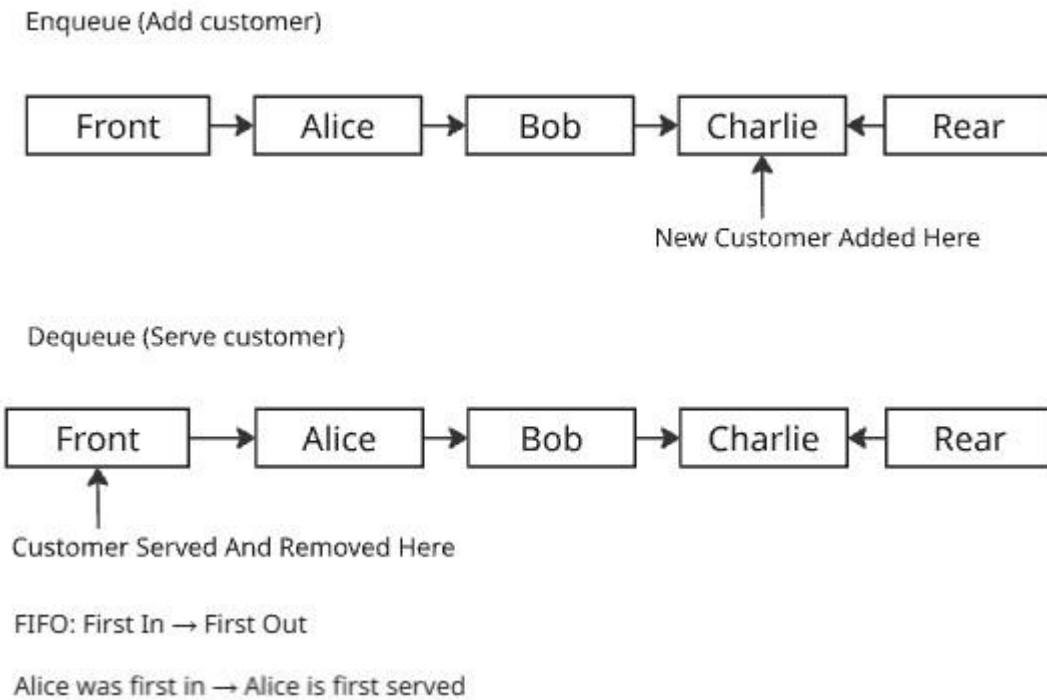 Enqueue (Add customer)
Front Alice Bob Charlie Rear
New Customer Added Here
Dequeue (Serve customer)
Front Alice Bob Charlie Rear
Customer Served And Removed Here
FIFO: First In → First Out
Alice was first in → Alice is first served